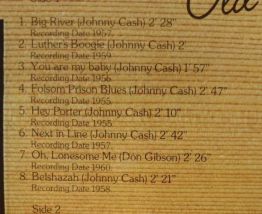 1. Big River (Johnny Cash) 2' 28"
Recording Date 1957.
2. Luther's Boogie (Johnny Cash) 2'
Recording Date 1959.
3. You are my baby (Johnny Cash) 1' 57"
Recording Date 1956.
4. Folsom Prison Blues (Johnny Cash) 2' 47"
Recording Date 1955.
5. Hey Porter (Johnny Cash) 2' 10"
Recording Date 1955.
6. Next in Line (Johnny Cash) 2' 42"
Recording Date 1957.
7. Oh, Lonesome Me (Don Gibson) 2' 26"
Recording Date 1960.
8. Belshazah (Johnny Cash) 2' 21"
Recording Date 1958.
Side 2